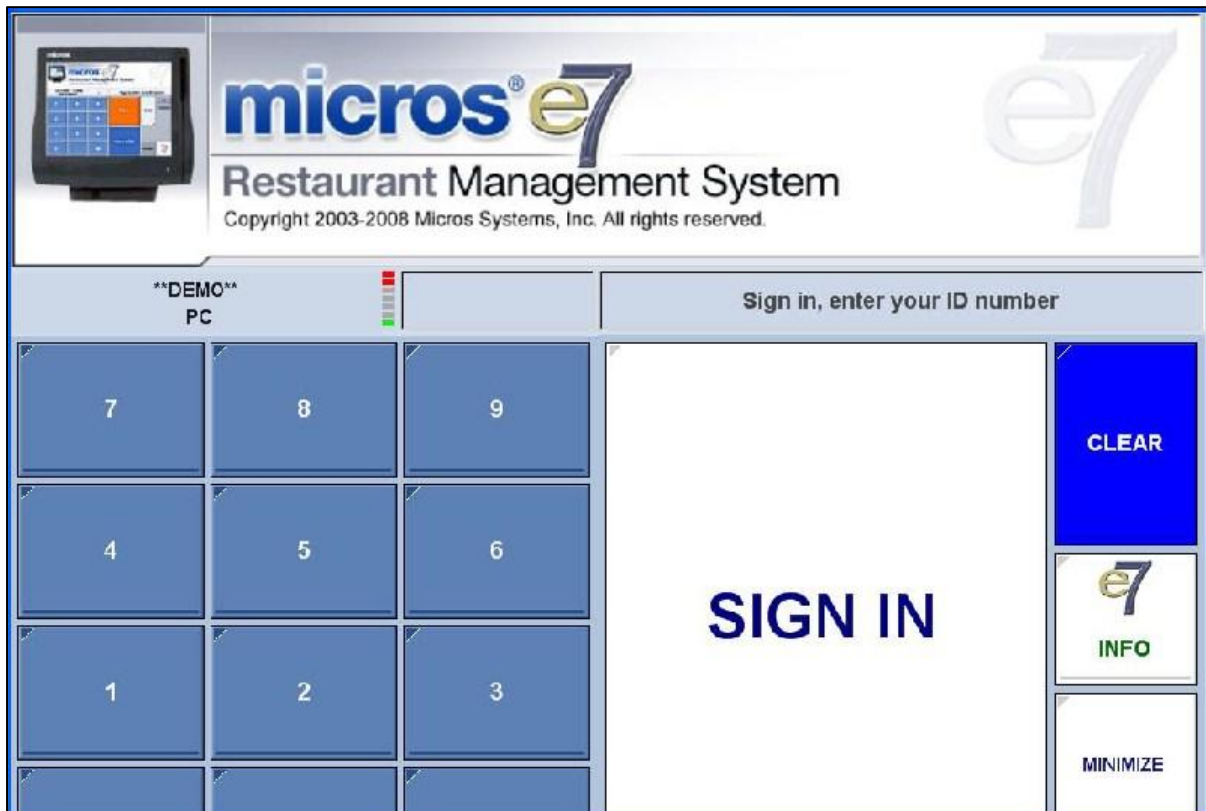 micros® e7
Restaurant Management System
Copyright 2003-2008 Micros Systems, Inc. All rights reserved.
e7
**DEMO**
PC
Sign in, enter your ID number
7
8
9
CLEAR
4
5
6
SIGN IN
e7
INFO
1
2
3
MINIMIZE